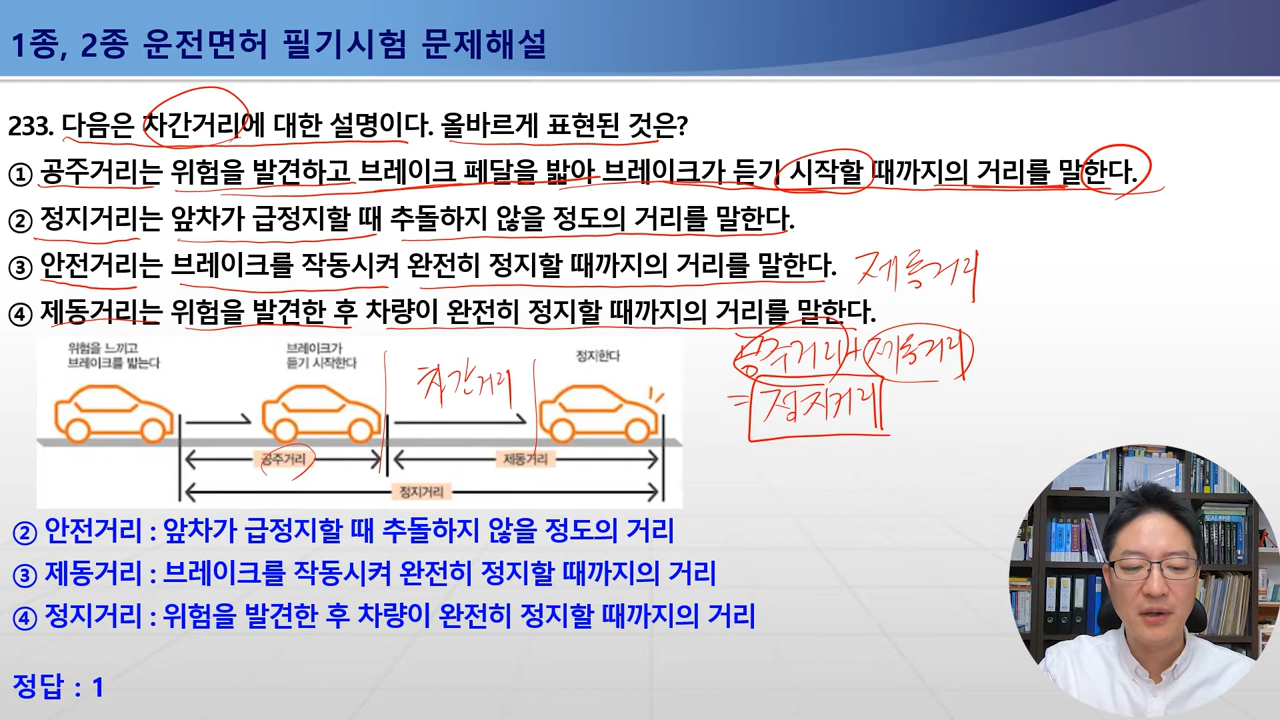 1종, 2종 운전면허 필기시험 문제해설
233. 다음은 차간거리에 대한 설명이다. 올바르게 표현된 것은?
① 공주거리는 위험을 발견하고 브레이크 페달을 밟아 브레이크가 듣기 시작할 때까지의 거리를 말한다.
② 정지거리는 앞차가 급정지할 때 추돌하지 않을 정도의 거리를 말한다.
③ 안전거리는 브레이크를 작동시켜 완전히 정지할 때까지의 거리를 말한다. 제동거리
④ 제동거리는 위험을 발견한 후 차량이 완전히 정지할 때까지의 거리를 말한다.
위험을 느끼고
브레이크를 밟는다
브레이크가
듣기 시작한다
정지한다
차간거리
공주거리+제동거리
=정지거리
공주거리
제동거리
정지거리
② 안전거리 : 앞차가 급정지할 때 추돌하지 않을 정도의 거리
③ 제동거리 : 브레이크를 작동시켜 완전히 정지할 때까지의 거리
④ 정지거리 : 위험을 발견한 후 차량이 완전히 정지할 때까지의 거리
정답 : 1